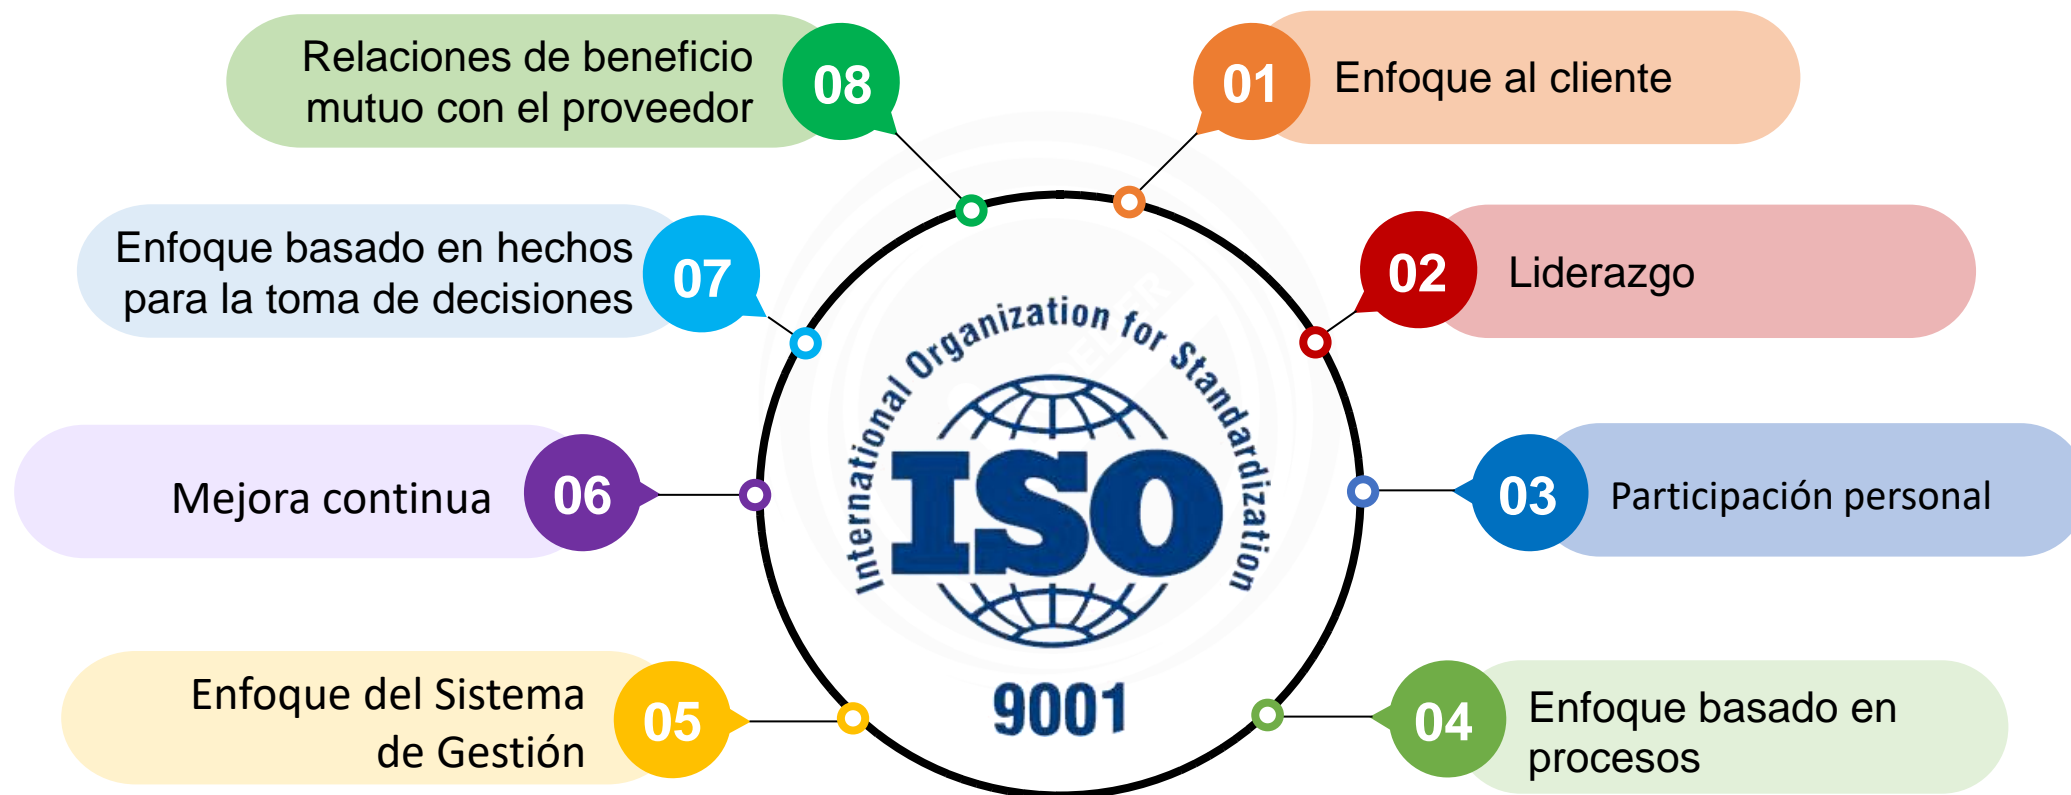 01
Enfoque al cliente
02
Liderazgo
03
Participación personal
04
Enfoque basado en
procesos
05
Enfoque del Sistema
de Gestión
06
Mejora continua
07
Enfoque basado en hechos
para la toma de decisiones
08
Relaciones de beneficio
mutuo con el proveedor
International Organization for Standardization
ISO
9001